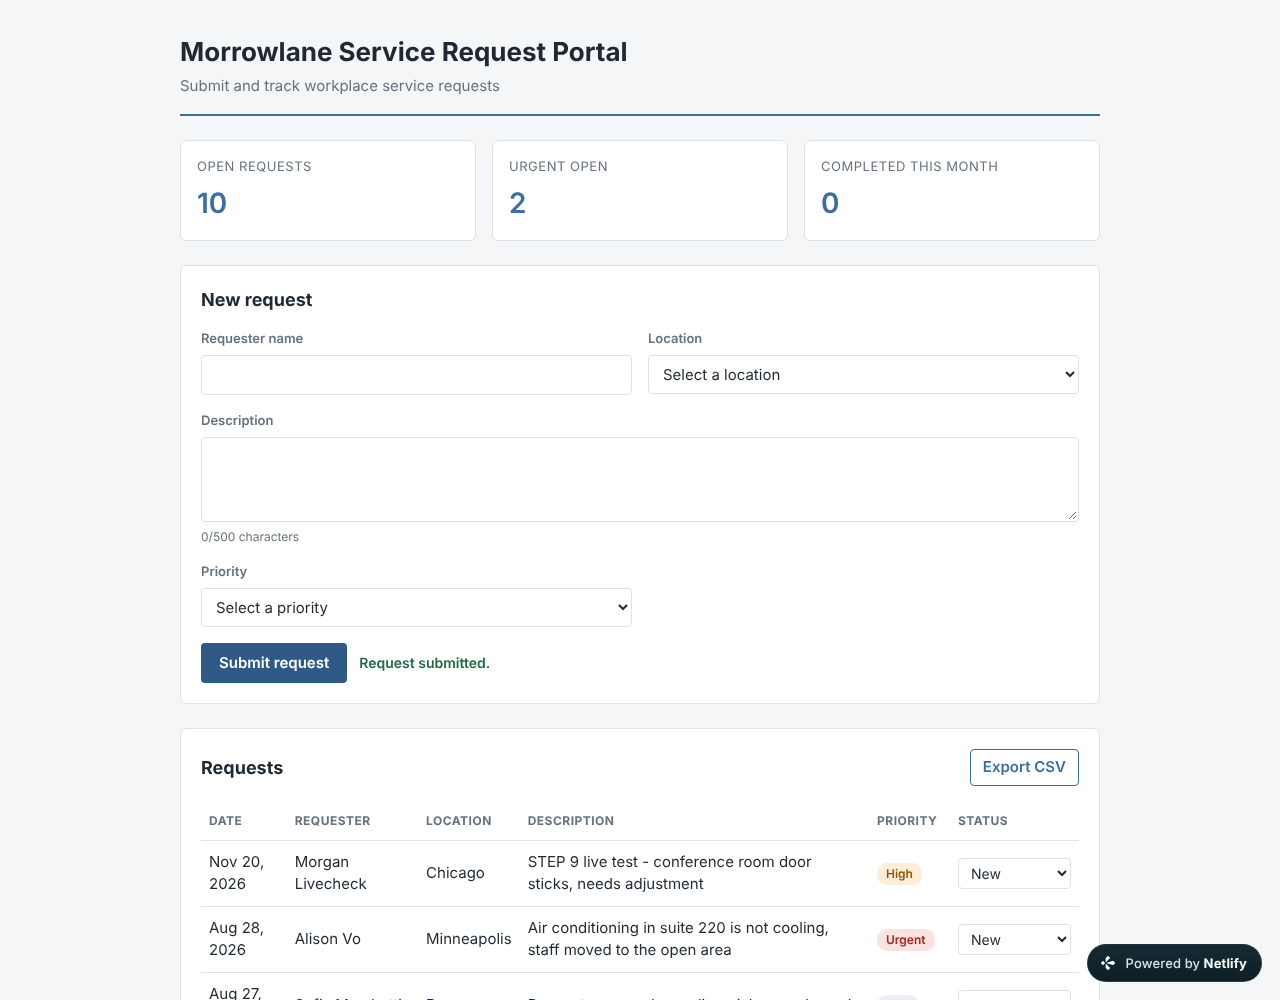 Morrowlane Service Request Portal
Submit and track workplace service requests
OPEN REQUESTS
10
URGENT OPEN
2
COMPLETED THIS MONTH
0
New request
Requester name
Location
Select a location
Description
0/500 characters
Priority
Select a priority
Submit request
Request submitted.
Requests
Export CSV
DATE REQUESTER LOCATION DESCRIPTION PRIORITY STATUS
Nov 20, 2026
Morgan Livecheck
Chicago
STEP 9 live test - conference room door
sticks, needs adjustment
High
New
Aug 28, 2026
Alison Vo
Minneapolis
Air conditioning in suite 220 is not cooling,
staff moved to the open area
Urgent
New
Aug 27,
Powered by Netlify